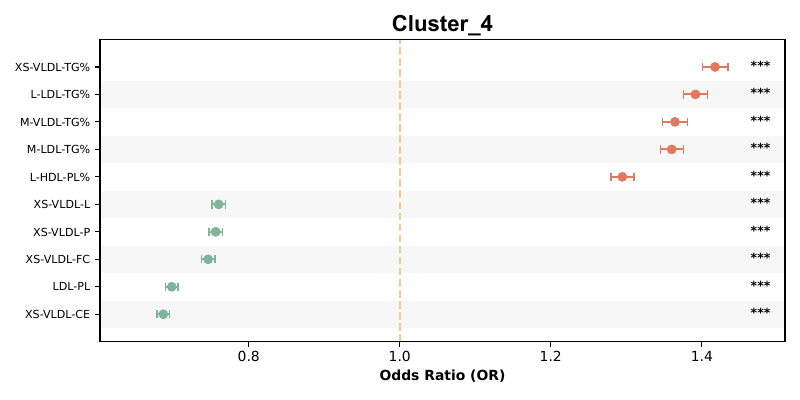 Cluster_4
XS-VLDL-TG% ***
L-LDL-TG% ***
M-VLDL-TG% ***
M-LDL-TG% ***
L-HDL-PL% ***
XS-VLDL-L ***
XS-VLDL-P ***
XS-VLDL-FC ***
LDL-PL ***
XS-VLDL-CE ***
0.8 1.0 1.2 1.4
Odds Ratio (OR)